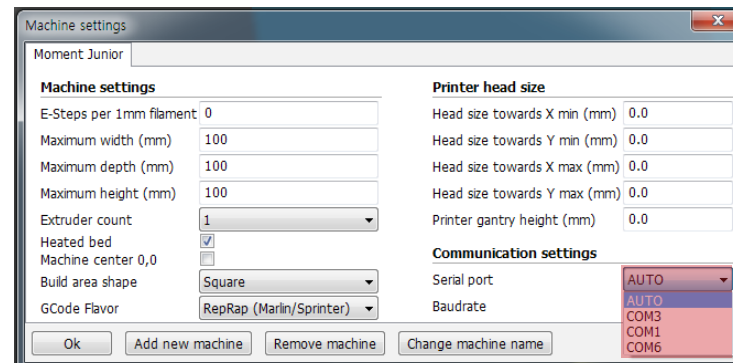 Machine settings
Moment Junior
Machine settings
E-Steps per 1mm filament 0
Maximum width (mm) 100
Maximum depth (mm) 100
Maximum height (mm) 100
Extruder count 1
Heated bed
Machine center 0,0
Build area shape Square
GCode Flavor RepRap (Marlin/Sprinter)
Printer head size
Head size towards X min (mm) 0.0
Head size towards Y min (mm) 0.0
Head size towards X max (mm) 0.0
Head size towards Y max (mm) 0.0
Printer gantry height (mm) 0.0
Communication settings
Serial port AUTO
Baudrate
AUTO
COM3
COM1
COM6
Ok Add new machine Remove machine Change machine name